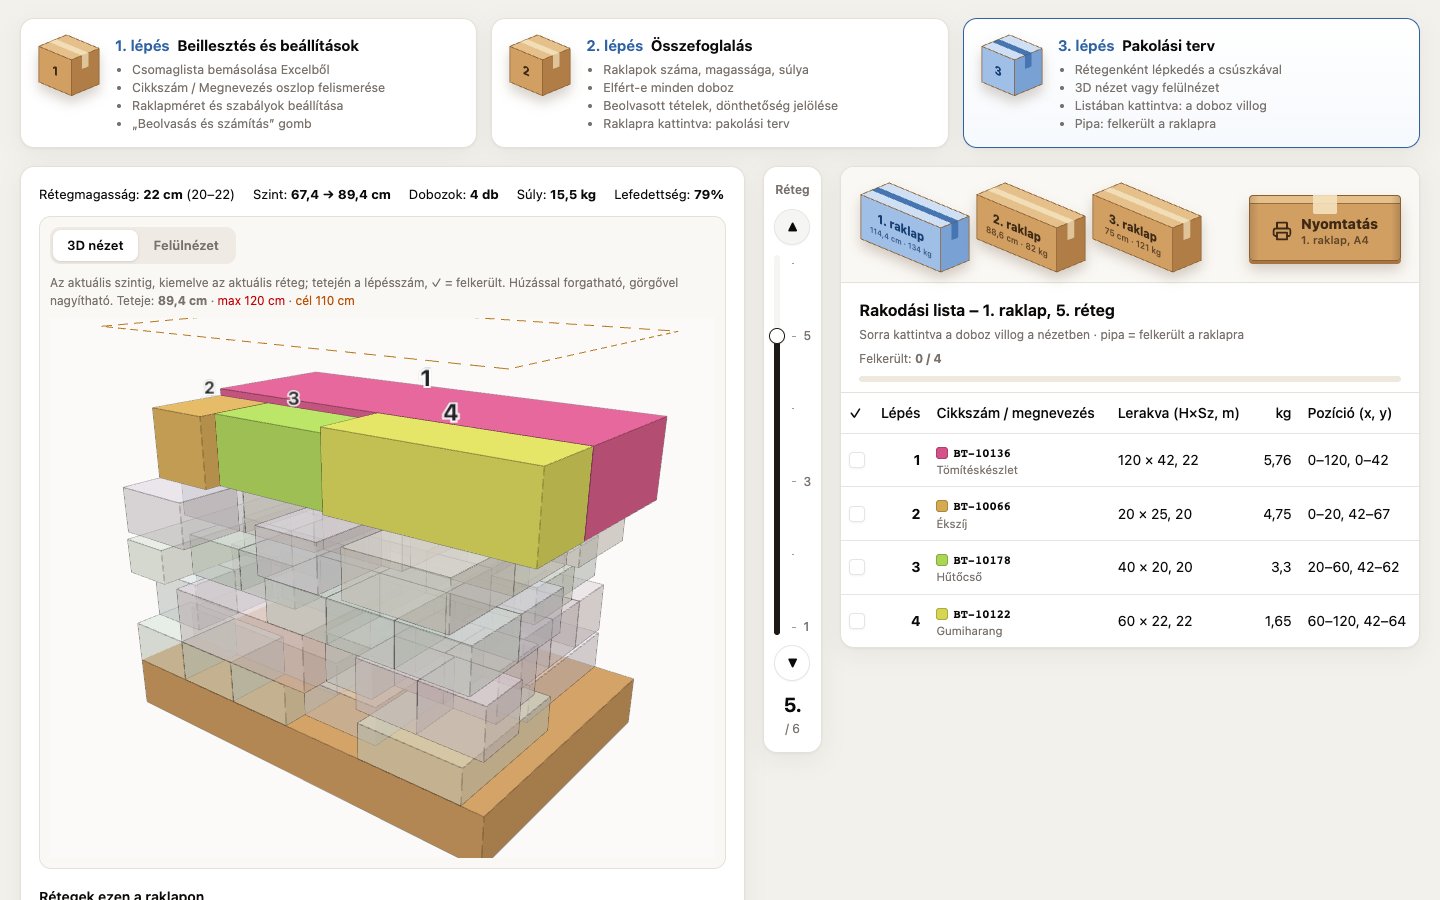 1
1. lépés Beillesztés és beállítások
• Csomaglista bemásolása Excelből
• Cikkszám / Megnevezés oszlop felismerése
• Raklapméret és szabályok beállítása
• „Beolvasás és számítás” gomb
2
2. lépés Összefoglalás
• Raklapok száma, magassága, súlya
• Elfért-e minden doboz
• Beolvasott tételek, dönthetőség jelölése
• Raklapra kattintva: pakolási terv
3
3. lépés Pakolási terv
• Rétegenként lépkedés a csúszkával
• 3D nézet vagy felülnézet
• Listában kattintva: a doboz villog
• Pipa: felkerült a raklapra
Rétegmagasság: 22 cm (20–22) Szint: 67,4 → 89,4 cm Dobozok: 4 db Súly: 15,5 kg Lefedettség: 79%
3D nézet Felülnézet
Az aktuális szintig, kiemelve az aktuális réteg; tetején a lépésszám, ✓ = felkerült. Húzással forgatható, görgővel
nagyítható. Teteje: 89,4 cm · max 120 cm · cél 110 cm
1
2
3
4
Rétegek ezen a raklapon
Réteg
▲
5
3
1
▼
5.
/ 6
1. raklap
114,4 cm · 134 kg
2. raklap
88,6 cm · 82 kg
3. raklap
75 cm · 121 kg
Nyomtatás
1. raklap, A4
Rakodási lista – 1. raklap, 5. réteg
Sorra kattintva a doboz villog a nézetben · pipa = felkerült a raklapra
Felkerült: 0 / 4
✓ Lépés Cikkszám / megnevezés Lerakva (H×Sz, m) kg Pozíció (x, y)
1 BT-10136 120 × 42, 22 5,76 0–120, 0–42
Tömítéskészlet
2 BT-10066 20 × 25, 20 4,75 0–20, 42–67
Ékszíj
3 BT-10178 40 × 20, 20 3,3 20–60, 42–62
Hűtőcső
4 BT-10122 60 × 22, 22 1,65 60–120, 42–64
Gumiharang